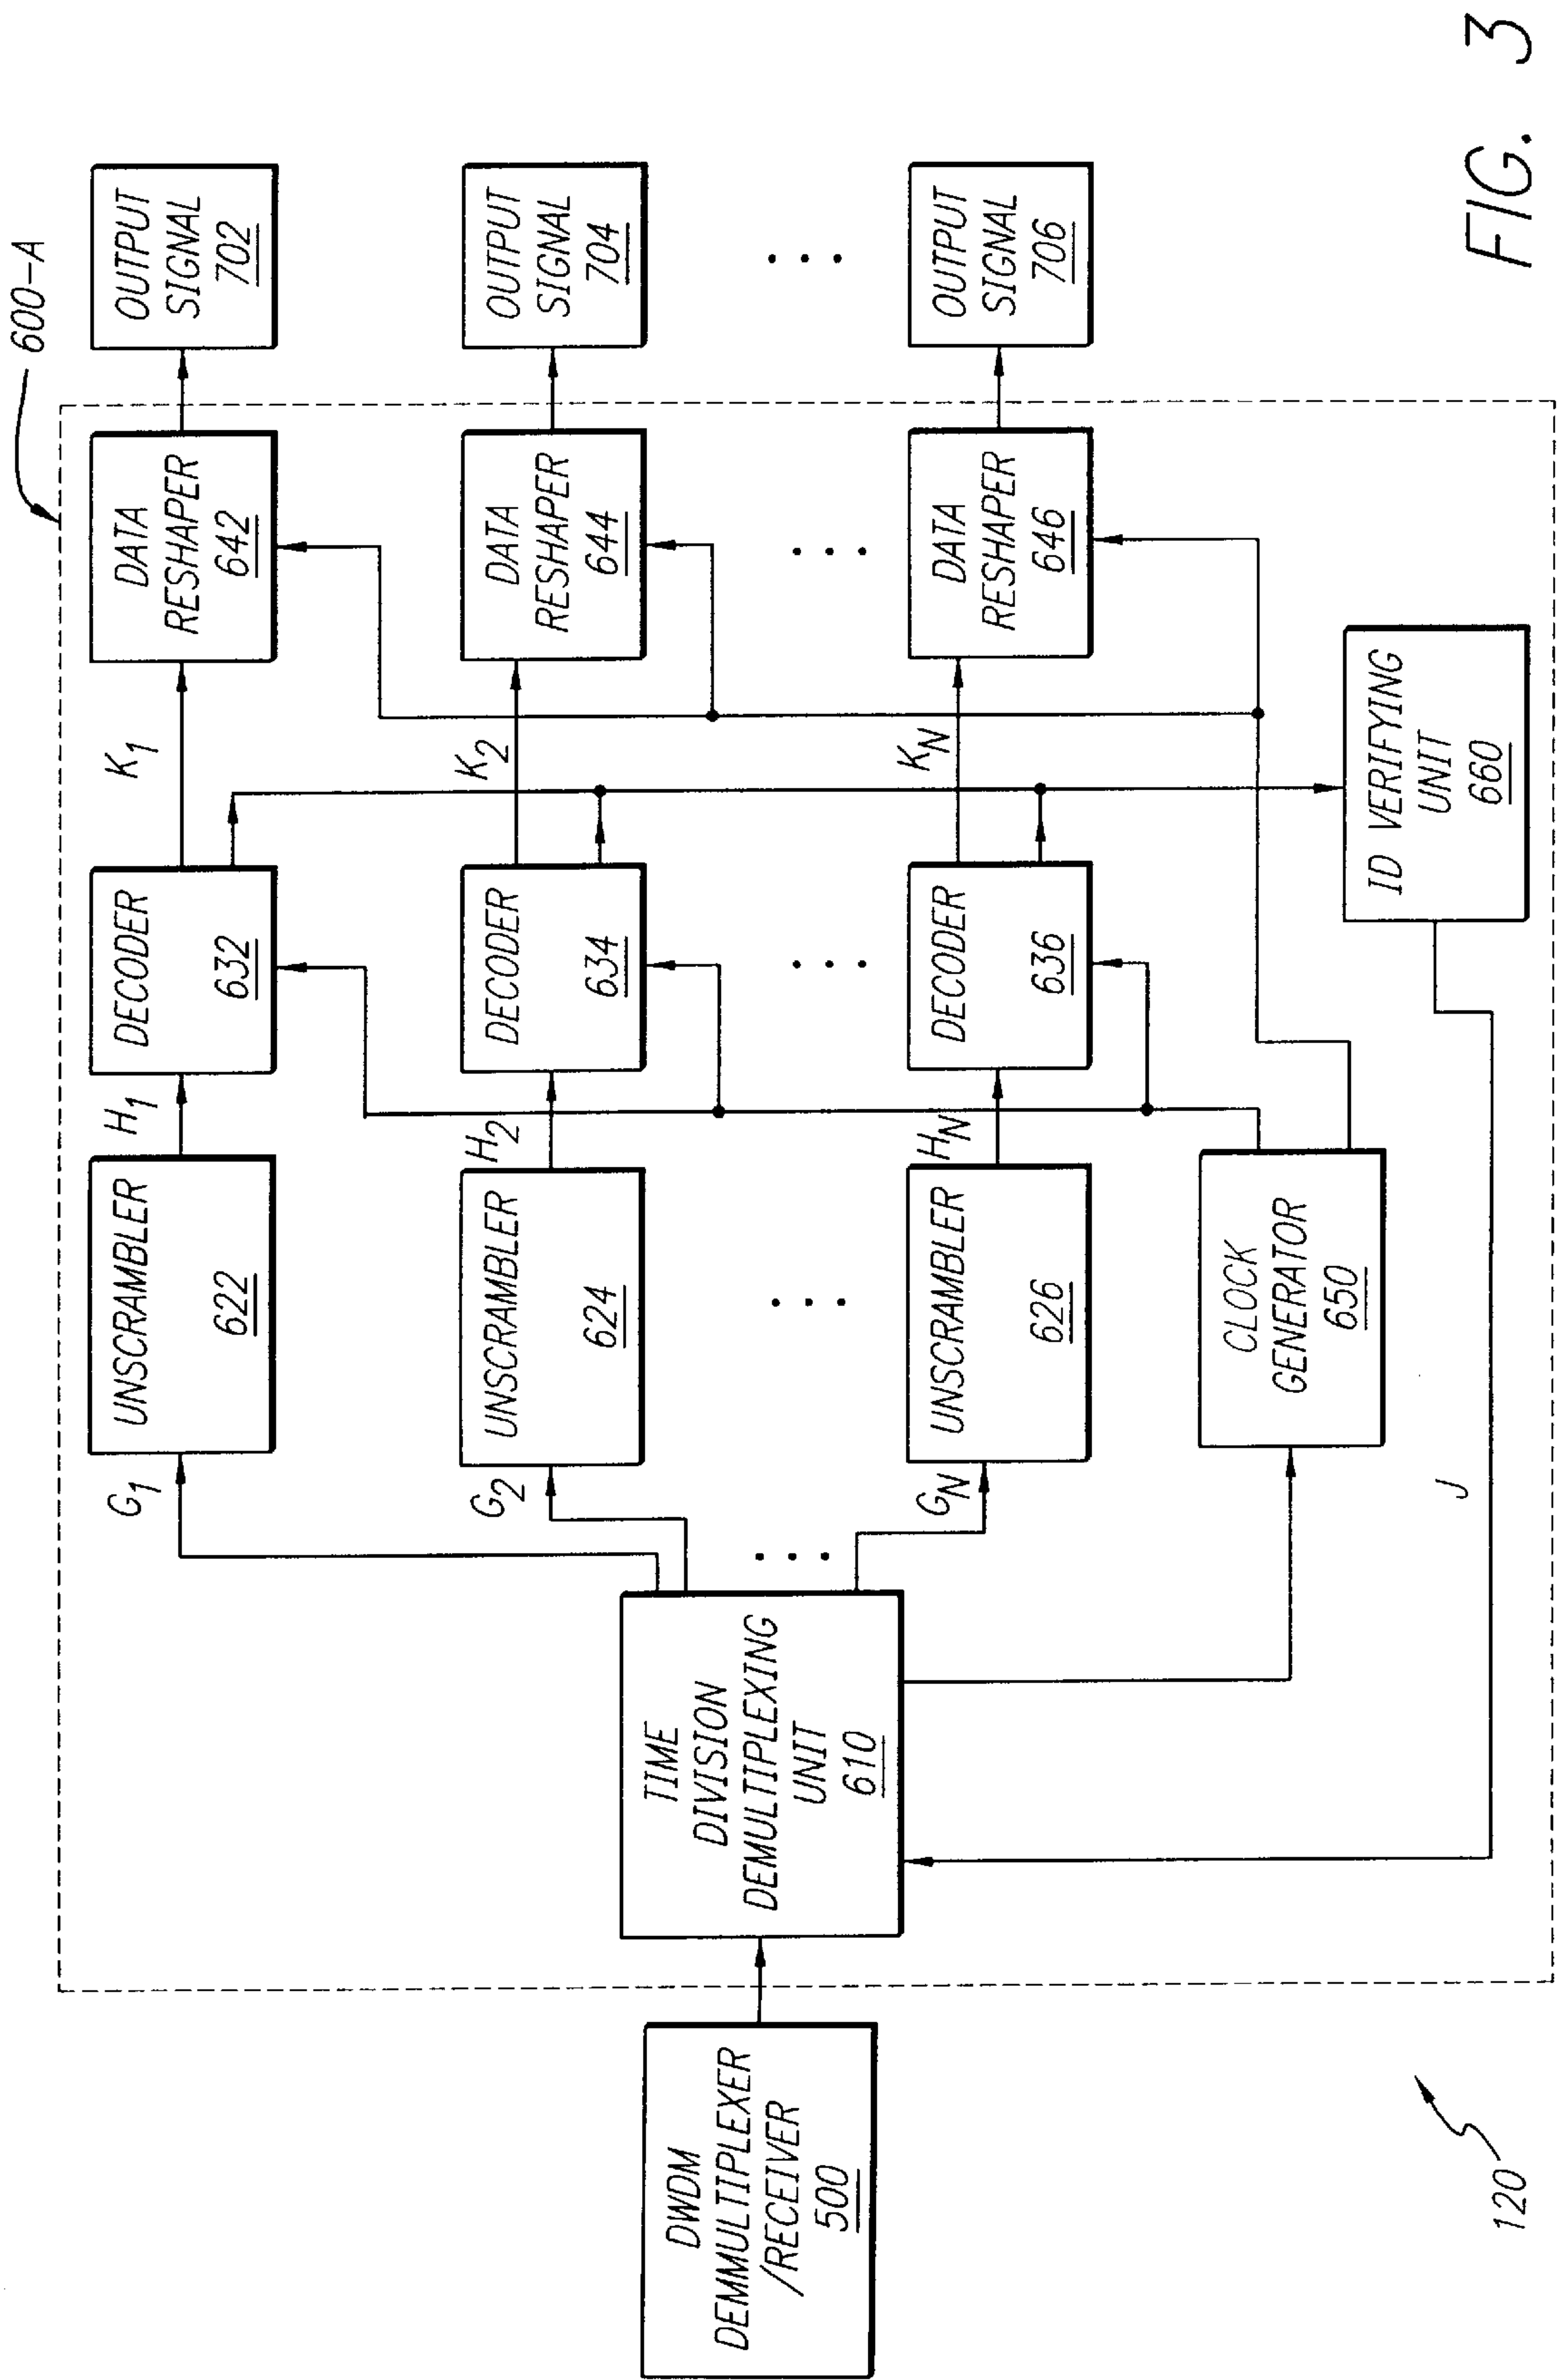 600-A
UNSCRAMBLER
622
DECODER
632
DATA
RESHAPER
642
OUTPUT
SIGNAL
702
G1
H1
K1
UNSCRAMBLER
624
DECODER
634
DATA
RESHAPER
644
OUTPUT
SIGNAL
704
G2
H2
K2
DWDM
DEMMULTIPLEXER
/RECEIVER
500
TIME
DIVISION
DEMULTIPLEXING
UNIT
610
UNSCRAMBLER
626
DECODER
636
DATA
RESHAPER
646
OUTPUT
SIGNAL
706
GN
HN
KN
CLOCK
GENERATOR
650
ID VERIFYING
UNIT
660
J
120
FIG. 3